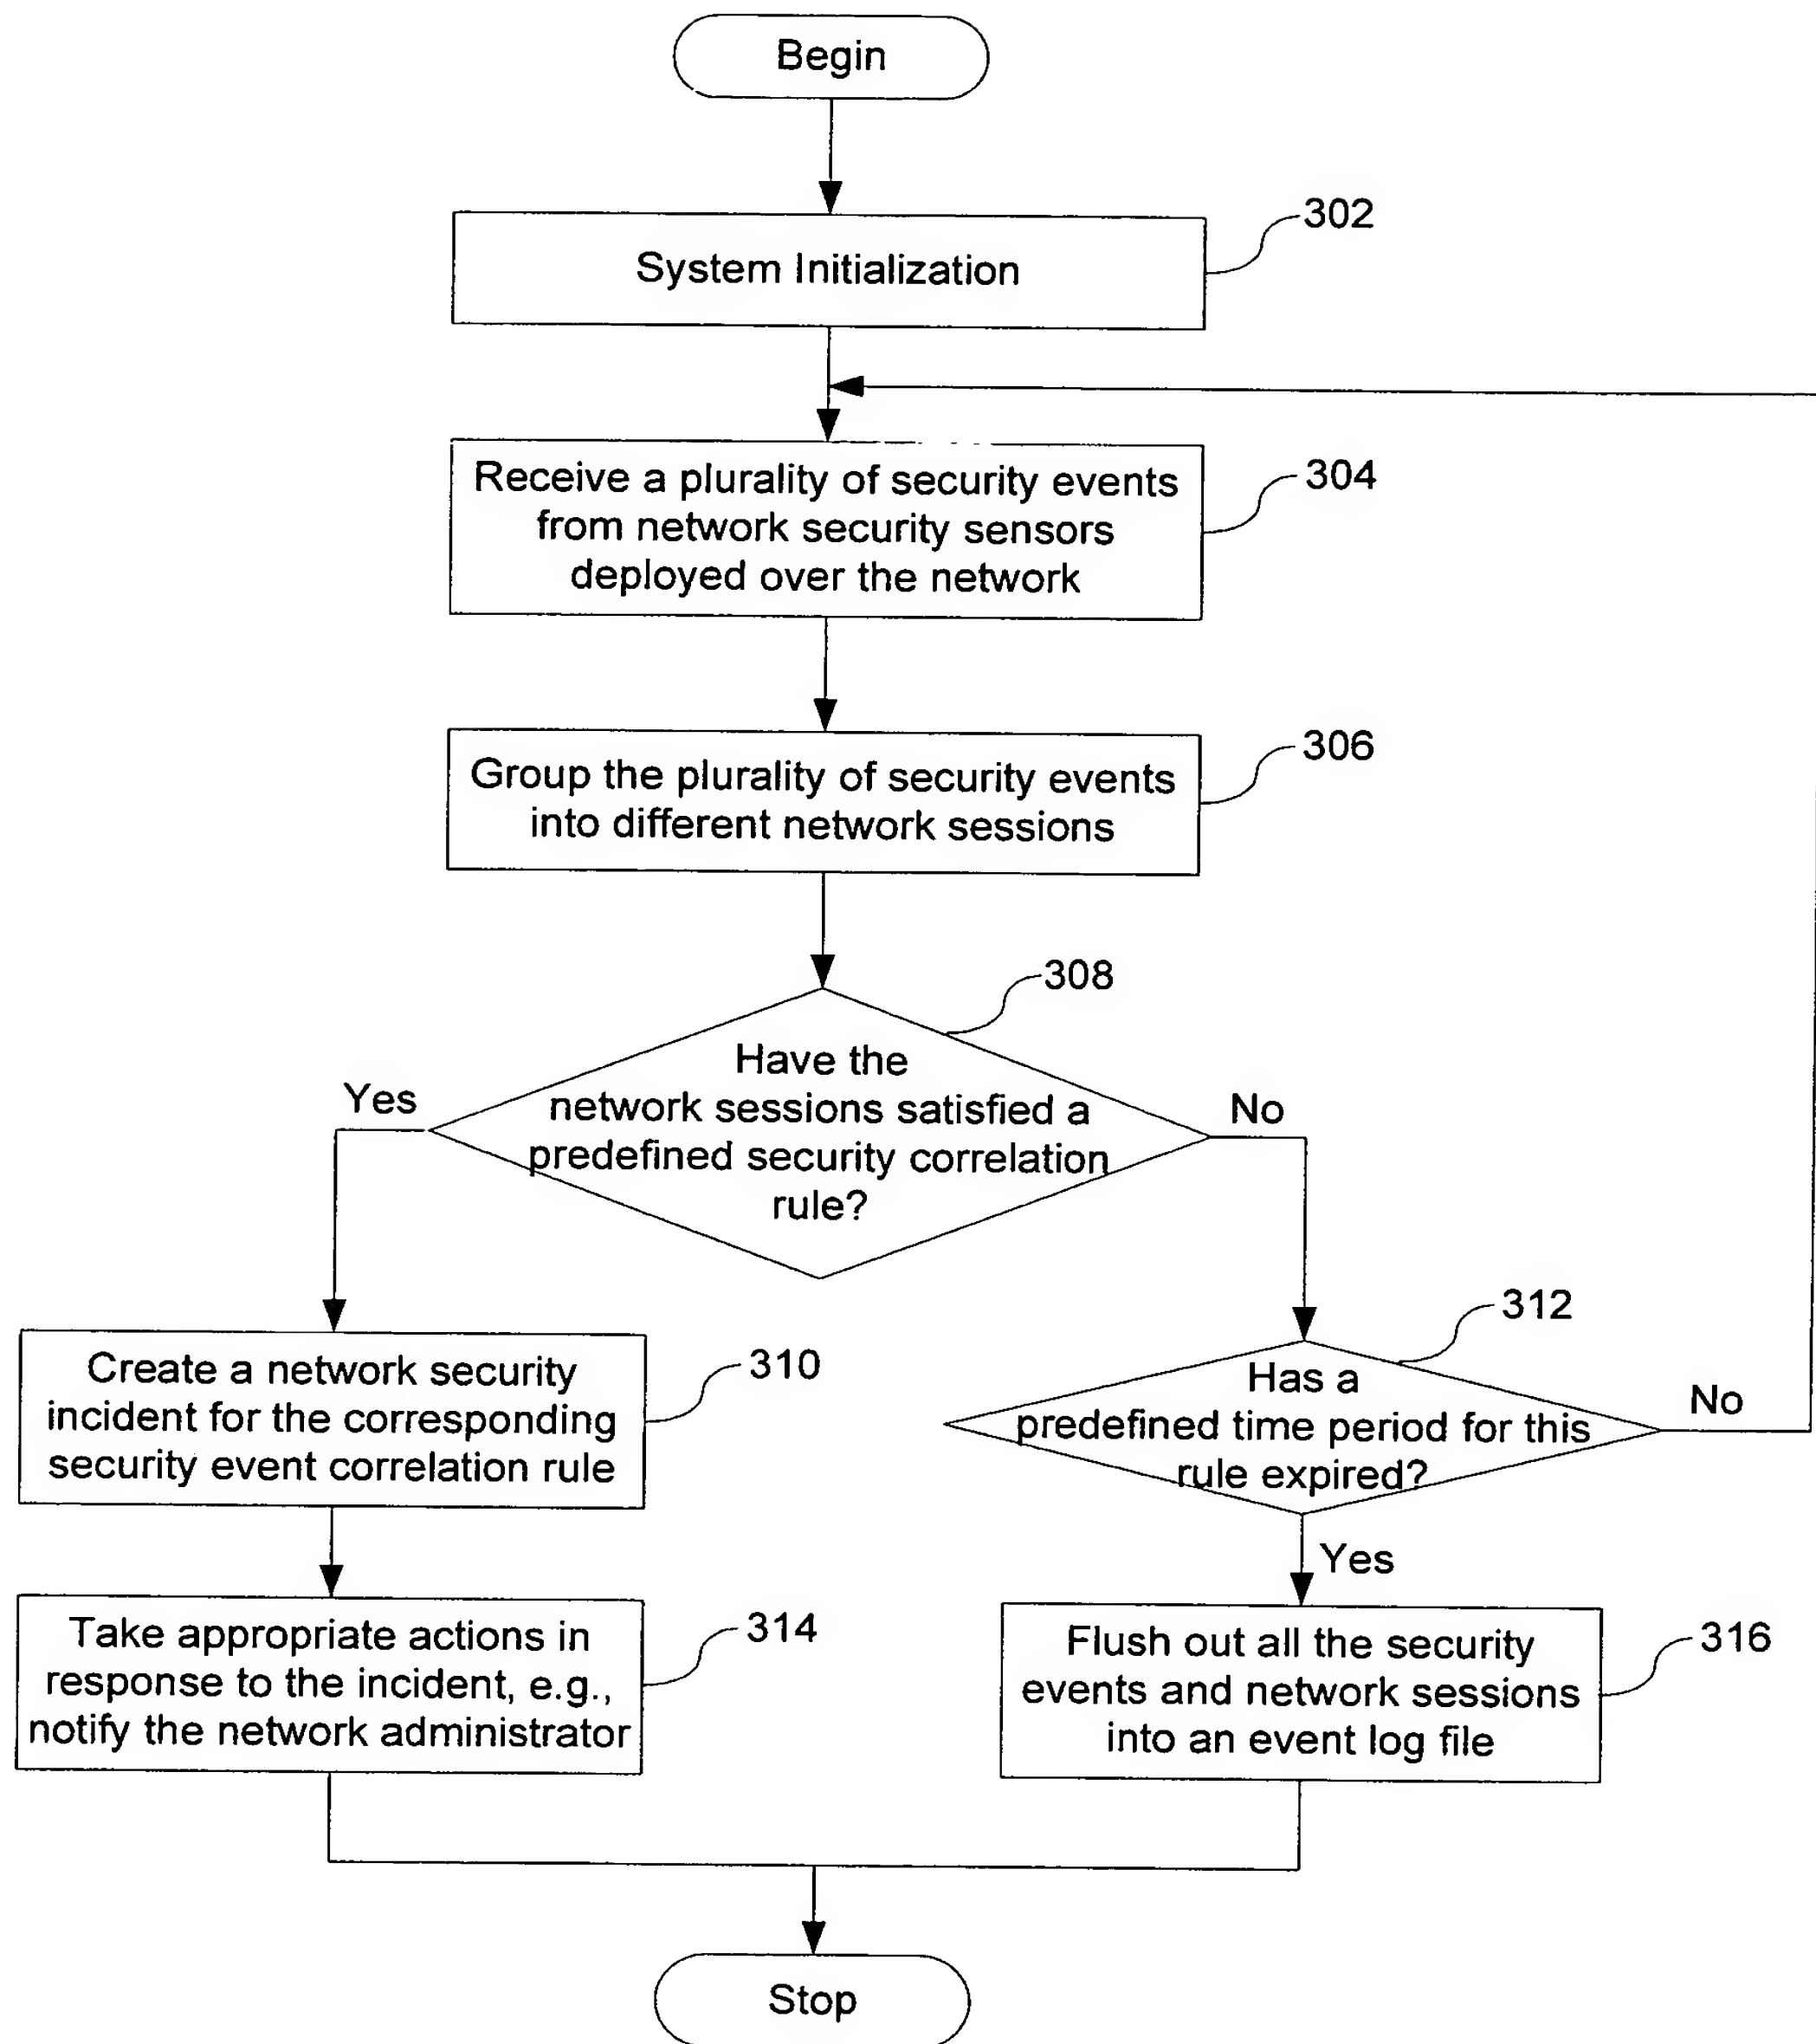 Begin
302
System Initialization
304
Receive a plurality of security events
from network security sensors
deployed over the network
306
Group the plurality of security events
into different network sessions
308
Have the
network sessions satisfied a
predefined security correlation
rule?
Yes
No
310
Create a network security
incident for the corresponding
security event correlation rule
312
Has a
predefined time period for this
rule expired?
No
Yes
314
Take appropriate actions in
response to the incident, e.g.,
notify the network administrator
316
Flush out all the security
events and network sessions
into an event log file
Stop